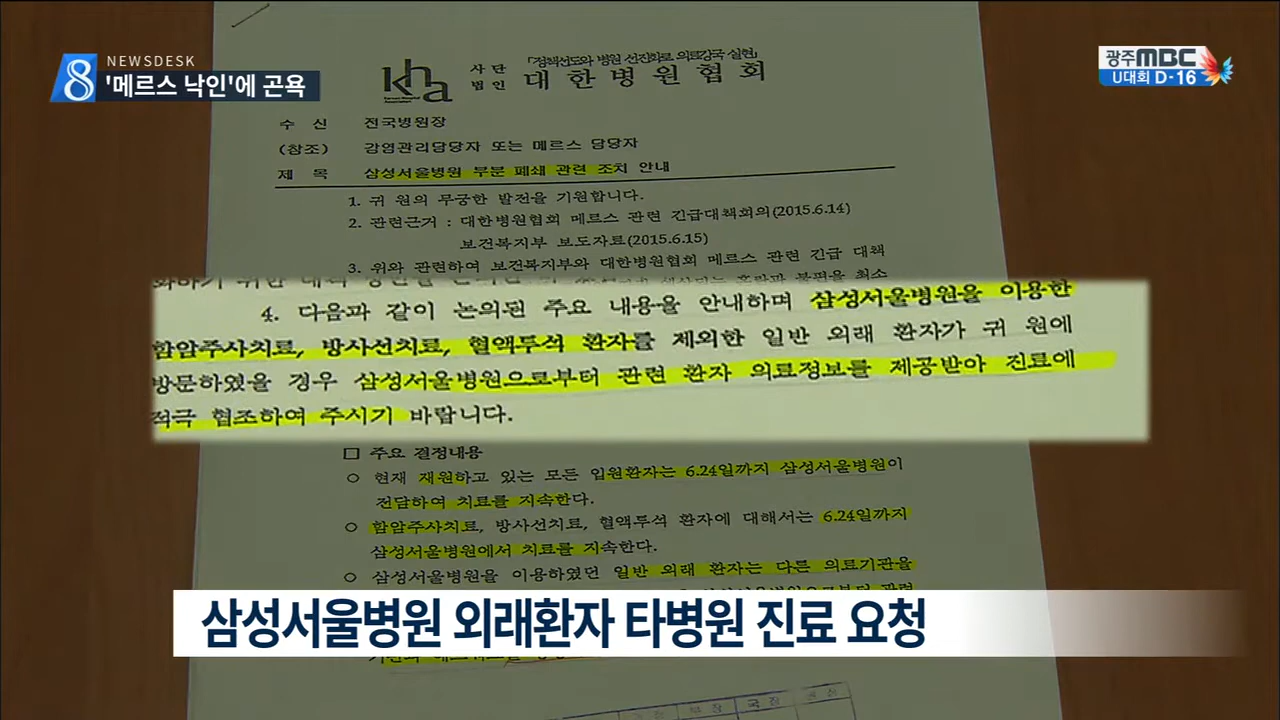 8 NEWSDESK
'메르스 낙인'에 곤욕
광주MBC
U대회 D-16
「정책선도와 병원 선진화로 의료강국 실현」
kha 사단법인 대한병원협회
수 신 전국병원장
(참조) 감염관리담당자 또는 메르스 담당자
제 목 삼성서울병원 부분 폐쇄 관련 조치 안내
1. 귀 원의 무궁한 발전을 기원합니다.
2. 관련근거 : 대한병원협회 메르스 관련 긴급대책회의(2015.6.14)
보건복지부 보도자료(2015.6.15)
3. 위와 관련하여 보건복지부와 대한병원협회 메르스 관련 긴급 대책
4. 다음과 같이 논의된 주요 내용을 안내하며 삼성서울병원을 이용한
항암주사치료, 방사선치료, 혈액투석 환자를 제외한 일반 외래 환자가 귀 원에
방문하였을 경우 삼성서울병원으로부터 관련 환자 의료정보를 제공받아 진료에
적극 협조하여 주시기 바랍니다.
□ 주요 결정내용
○ 현재 재원하고 있는 모든 입원환자는 6.24일까지 삼성서울병원이
전담하여 치료를 지속한다.
○ 항암주사치료, 방사선치료, 혈액투석 환자에 대해서는 6.24일까지
삼성서울병원에서 치료를 지속한다.
○ 삼성서울병원을 이용하였던 일반 외래 환자는 다른 의료기관을
삼성서울병원 외래환자 타병원 진료 요청